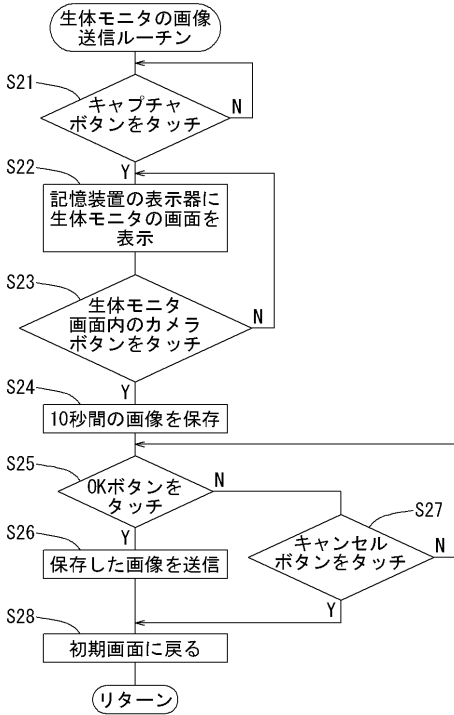 生体モニタの画像
送信ルーチン
S21
キャプチャ
ボタンをタッチ
N
Y
S22
記憶装置の表示器に
生体モニタの画面を
表示
S23
生体モニタ
画面内のカメラ
ボタンをタッチ
N
Y
S24
10秒間の画像を保存
S25
OKボタンを
タッチ
N
Y
S27
キャンセル
ボタンをタッチ
N
Y
S26
保存した画像を送信
S28
初期画面に戻る
リターン